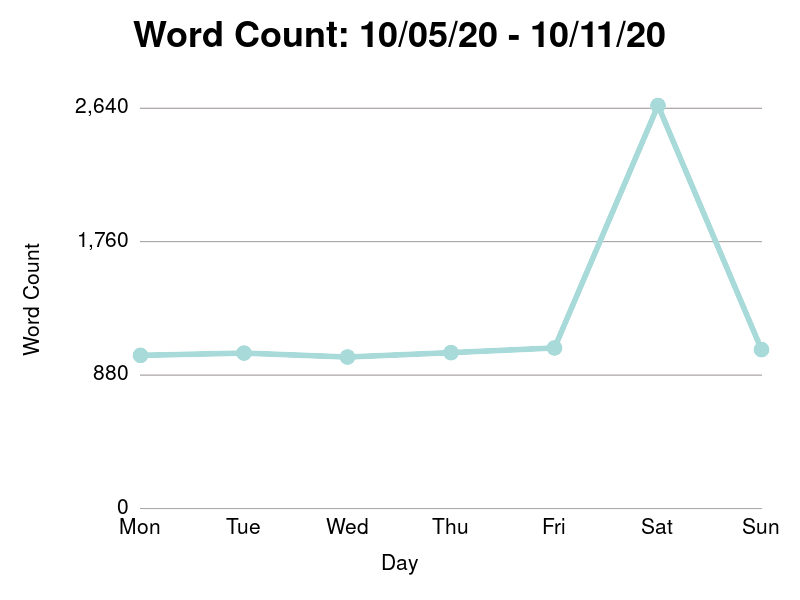 Word Count: 10/05/20 - 10/11/20
2,640
1,760
880
0
Word Count
Mon Tue Wed Thu Fri Sat Sun
Day